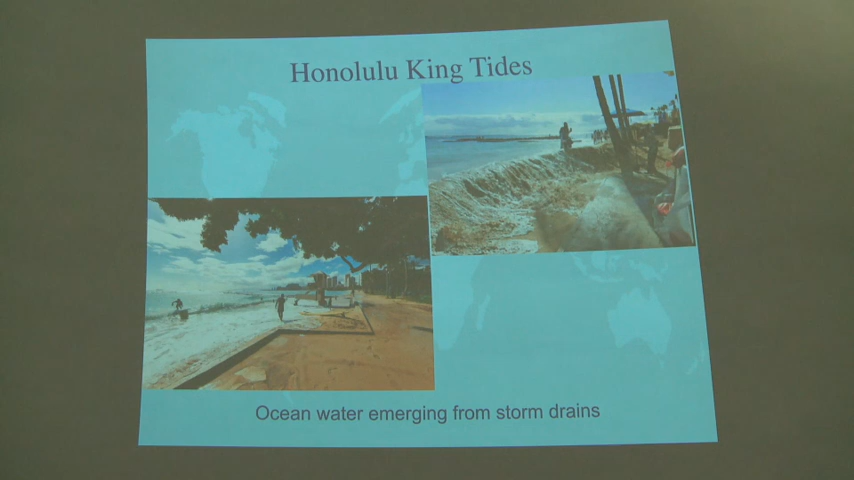 Honolulu King Tides
Ocean water emerging from storm drains